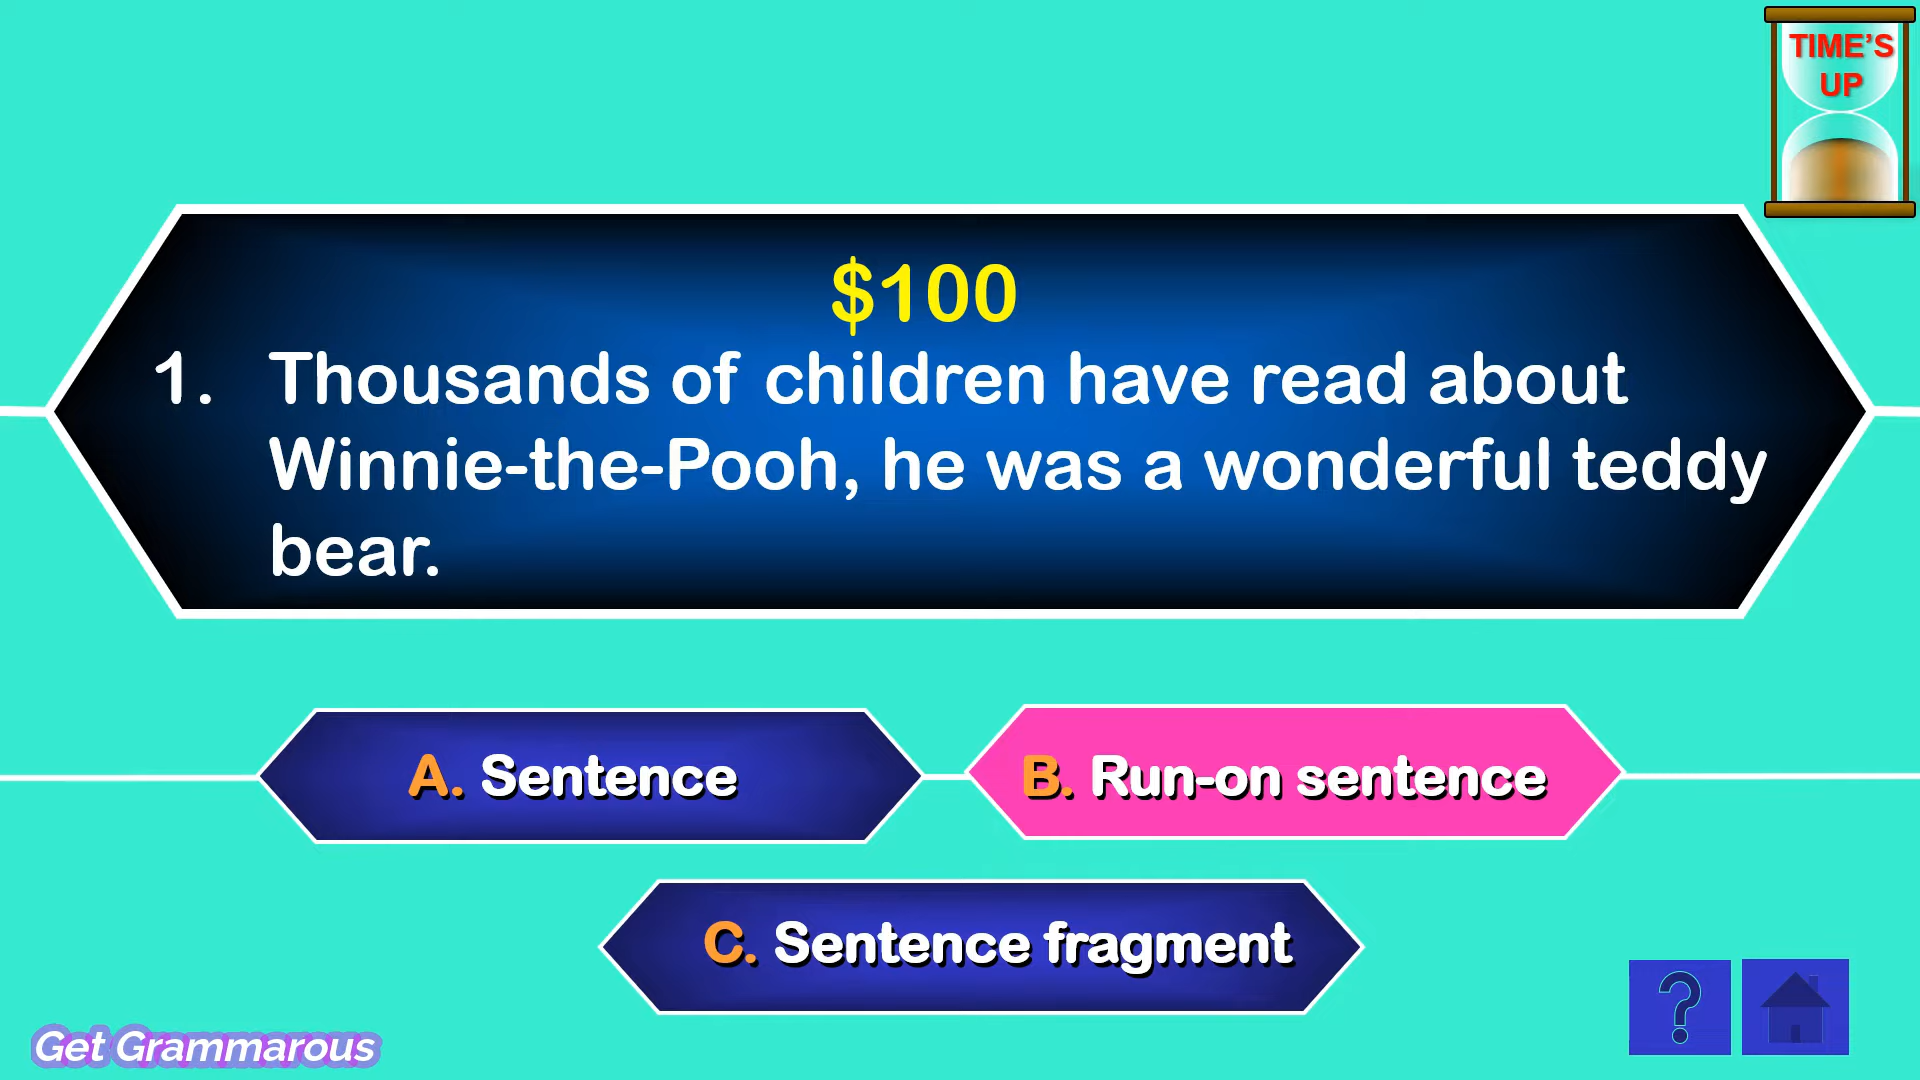 TIME’S
UP
$100
1. Thousands of children have read about
Winnie-the-Pooh, he was a wonderful teddy
bear.
A. Sentence
B. Run-on sentence
C. Sentence fragment
?
Get Grammarous